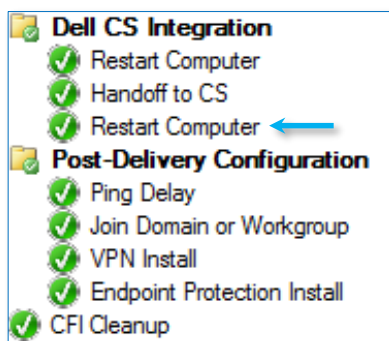 Dell CS Integration
Restart Computer
Handoff to CS
Restart Computer
Post-Delivery Configuration
Ping Delay
Join Domain or Workgroup
VPN Install
Endpoint Protection Install
CFI Cleanup